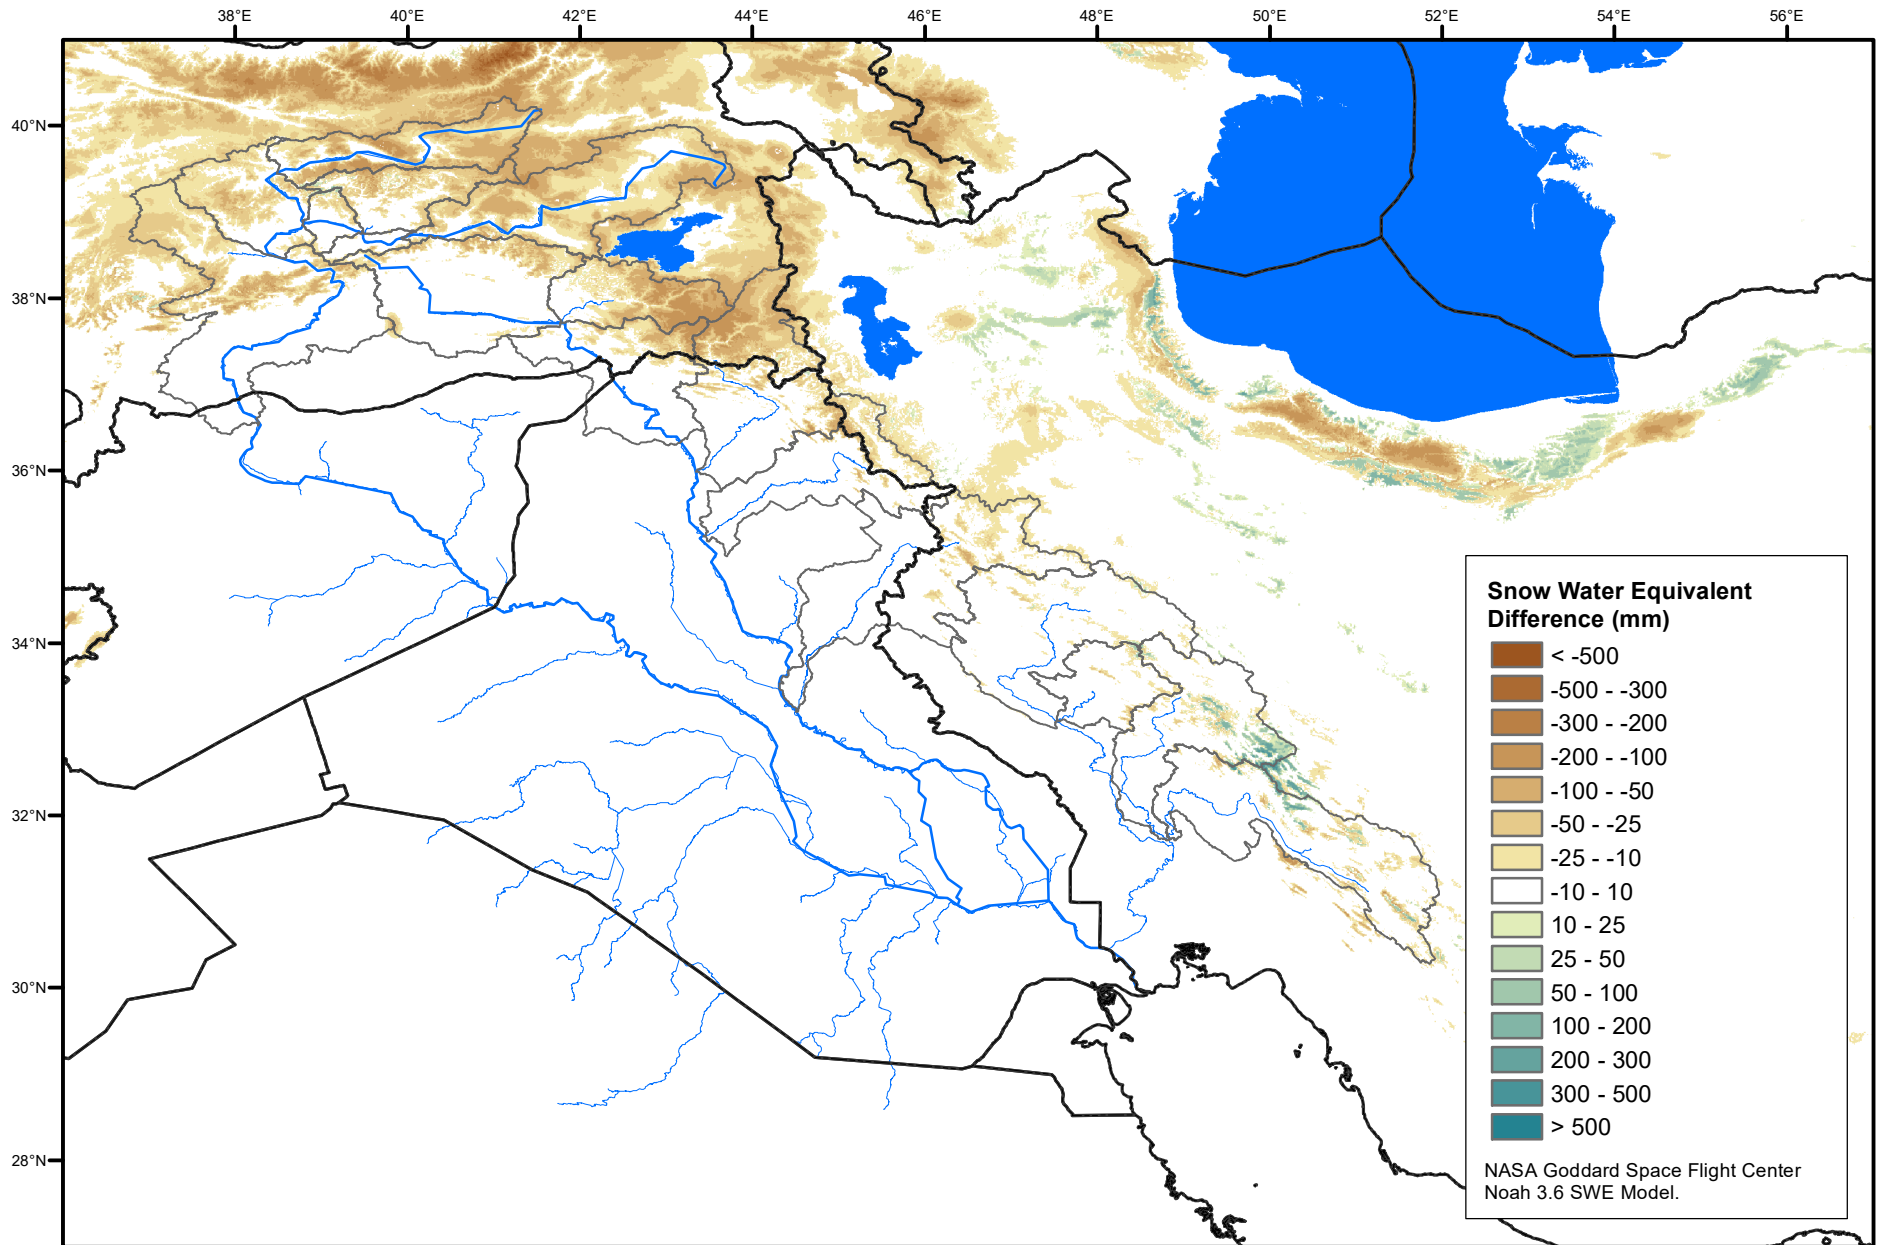 38°E 40°E 42°E 44°E 46°E 48°E 50°E 52°E 54°E 56°E
40°N
38°N
36°N
34°N
32°N
30°N
28°N
Snow Water Equivalent
Difference (mm)
< -500
-500 - -300
-300 - -200
-200 - -100
-100 - -50
-50 - -25
-25 - -10
-10 - 10
10 - 25
25 - 50
50 - 100
100 - 200
200 - 300
300 - 500
> 500
NASA Goddard Space Flight Center
Noah 3.6 SWE Model.